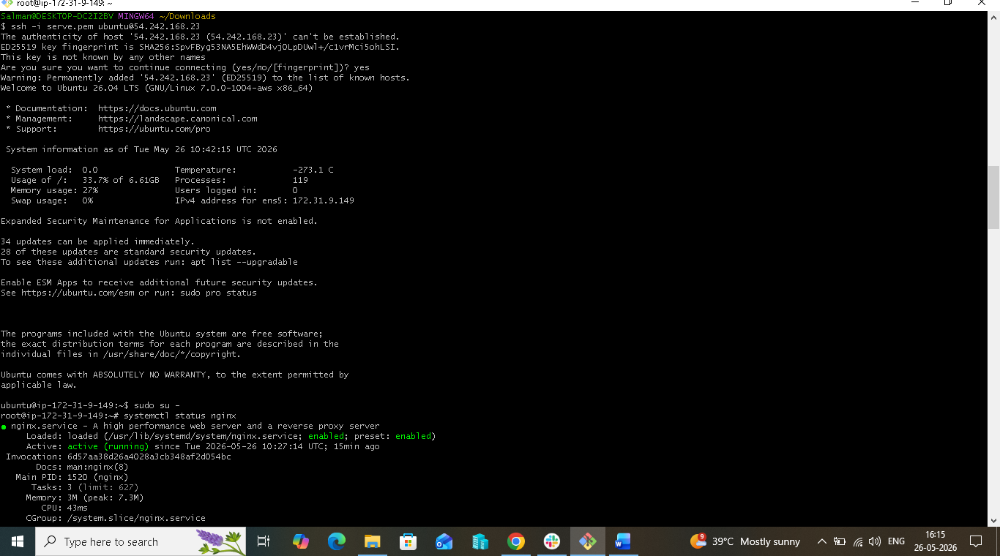 root@ip-172-31-9-149: ~
Salman@DESKTOP-DC2I2BV MINGW64 ~/Downloads
$ ssh -i serve.pem ubuntu@54.242.168.23
The authenticity of host '54.242.168.23 (54.242.168.23)' can't be established.
ED25519 key fingerprint is SHA256:SpvFByg53NA5EhWWdD4vjOLpDUwl+/c1vrMci5ohLSI.
This key is not known by any other names
Are you sure you want to continue connecting (yes/no/[fingerprint])? yes
Warning: Permanently added '54.242.168.23' (ED25519) to the list of known hosts.
Welcome to Ubuntu 26.04 LTS (GNU/Linux 7.0.0-1004-aws x86_64)
* Documentation: https://docs.ubuntu.com
* Management: https://landscape.canonical.com
* Support: https://ubuntu.com/pro
System information as of Tue May 26 10:42:15 UTC 2026
System load: 0.0 Temperature: -273.1 C
Usage of /: 33.7% of 6.61GB Processes: 119
Memory usage: 27% Users logged in: 0
Swap usage: 0% IPv4 address for ens5: 172.31.9.149
Expanded Security Maintenance for Applications is not enabled.
34 updates can be applied immediately.
28 of these updates are standard security updates.
To see these additional updates run: apt list --upgradable
Enable ESM Apps to receive additional future security updates.
See https://ubuntu.com/esm or run: sudo pro status
The programs included with the Ubuntu system are free software;
the exact distribution terms for each program are described in the
individual files in /usr/share/doc/*/copyright.
Ubuntu comes with ABSOLUTELY NO WARRANTY, to the extent permitted by
applicable law.
ubuntu@ip-172-31-9-149:~$ sudo su -
root@ip-172-31-9-149:~# systemctl status nginx
● nginx.service - A high performance web server and a reverse proxy server
Loaded: loaded (/usr/lib/systemd/system/nginx.service; enabled; preset: enabled)
Active: active (running) since Tue 2026-05-26 10:27:14 UTC; 15min ago
Invocation: 6d57aa38d26a4028a3cb348af2d054bc
Docs: man:nginx(8)
Main PID: 1520 (nginx)
Tasks: 3 (limit: 627)
Memory: 3M (peak: 7.3M)
CPU: 43ms
CGroup: /system.slice/nginx.service
Type here to search
9
39°C Mostly sunny
ENG
16:15
26-05-2026